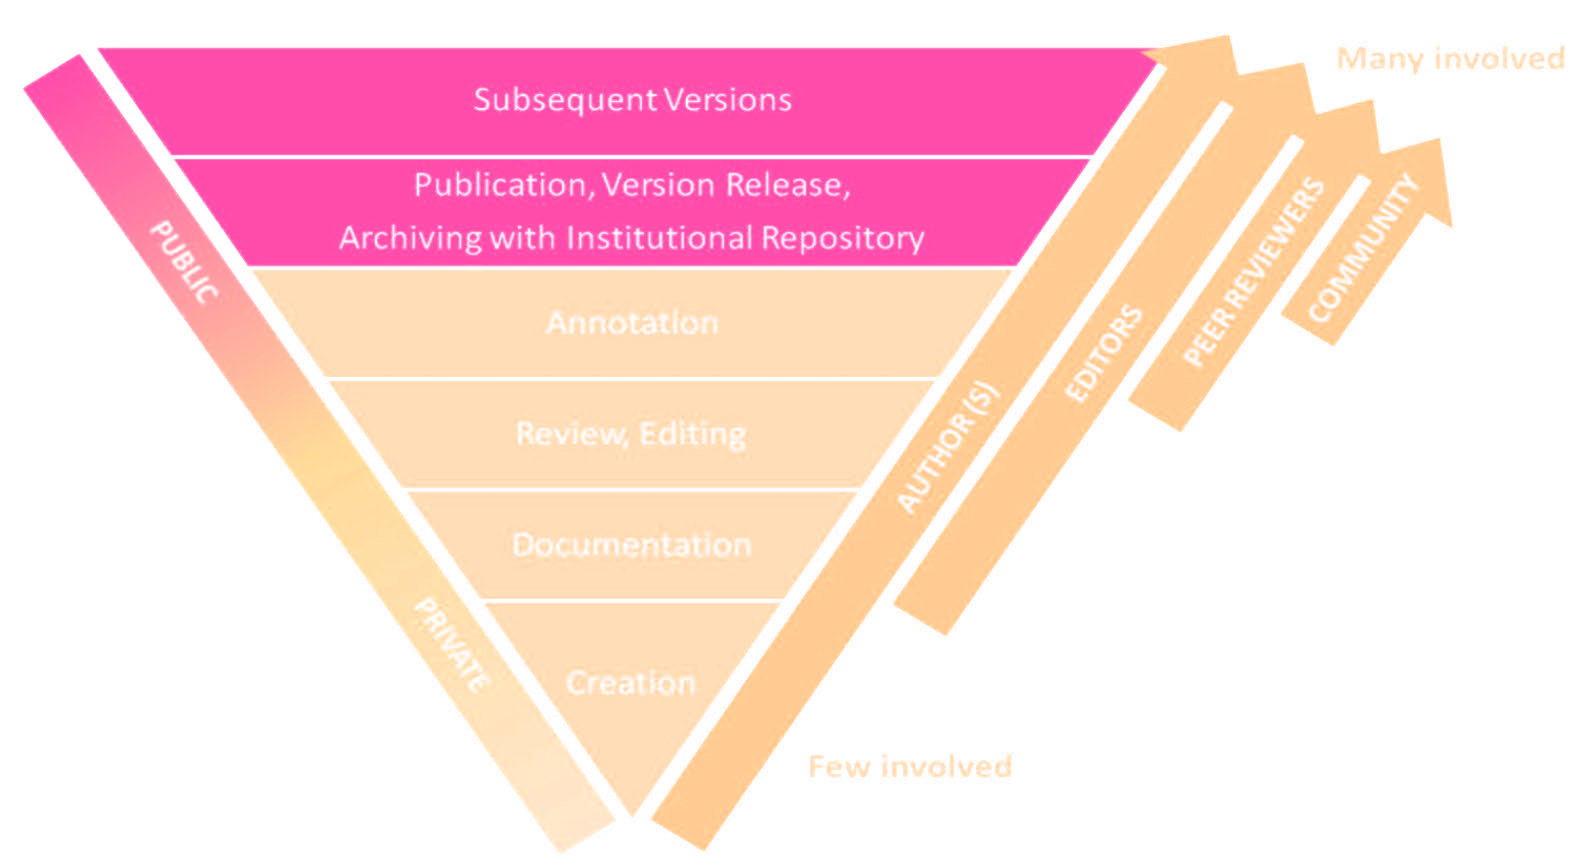 Many involved
Subsequent Versions
Publication, Version Release,
Archiving with Institutional Repository
Annotation
Review, Editing
Documentation
Creation
PUBLIC
PRIVATE
AUTHOR(S)
EDITORS
PEER REVIEWERS
COMMUNITY
Few involved